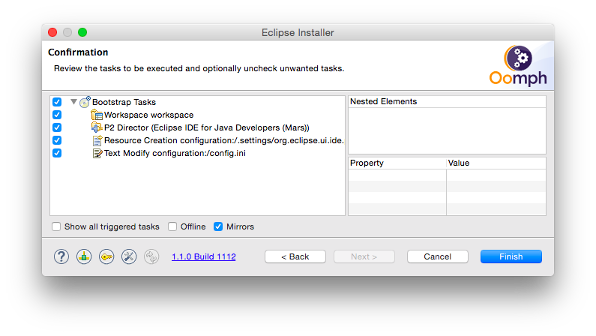 Eclipse Installer
Confirmation
Review the tasks to be executed and optionally uncheck unwanted tasks.
Oomph
Bootstrap Tasks
Workspace workspace
P2 Director (Eclipse IDE for Java Developers (Mars))
Resource Creation configuration:/.settings/org.eclipse.ui.ide.
Text Modify configuration:/config.ini
Nested Elements
Property Value
Show all triggered tasks Offline Mirrors
? 1.1.0 Build 1112 < Back Next > Cancel Finish